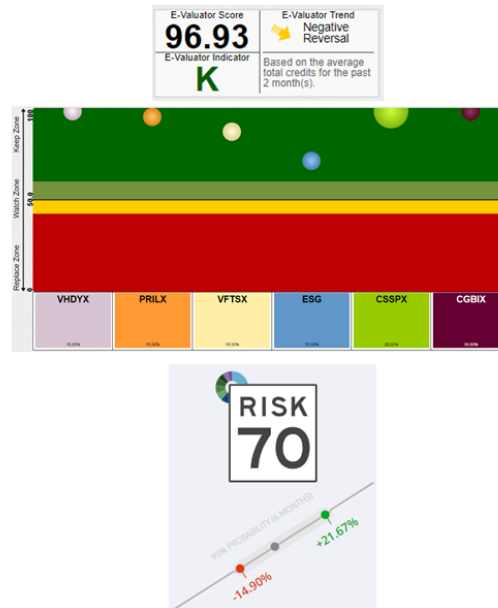 E-Valuator Score
96.93
E-Valuator Indicator
K
E-Valuator Trend
Negative
Reversal
Based on the average
total credits for the past
2 month(s).
Keep Zone
Watch Zone
Replace Zone
100
50.0
0
VHDYX
PRILX
VFTSX
ESG
CSSPX
CGBIX
RISK
70
95% PROBABILITY (6 MONTHS)
-14.90%
+21.67%